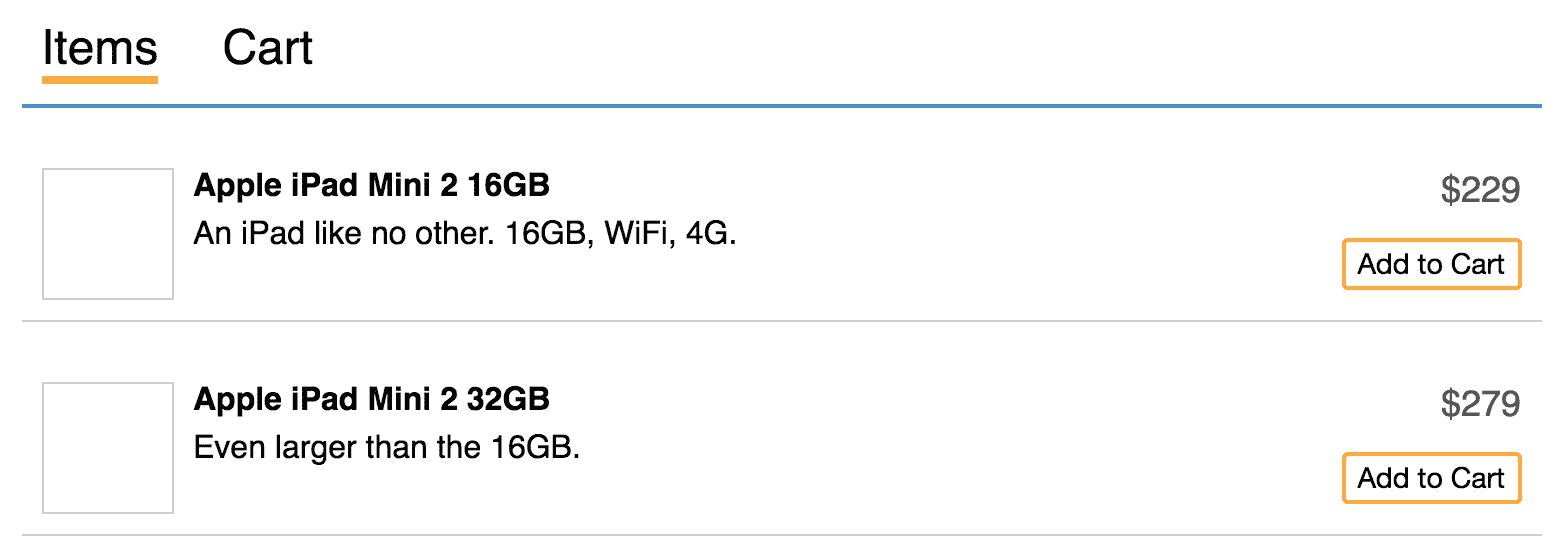 Items Cart
Apple iPad Mini 2 16GB $229
An iPad like no other. 16GB, WiFi, 4G.
Add to Cart
Apple iPad Mini 2 32GB $279
Even larger than the 16GB.
Add to Cart